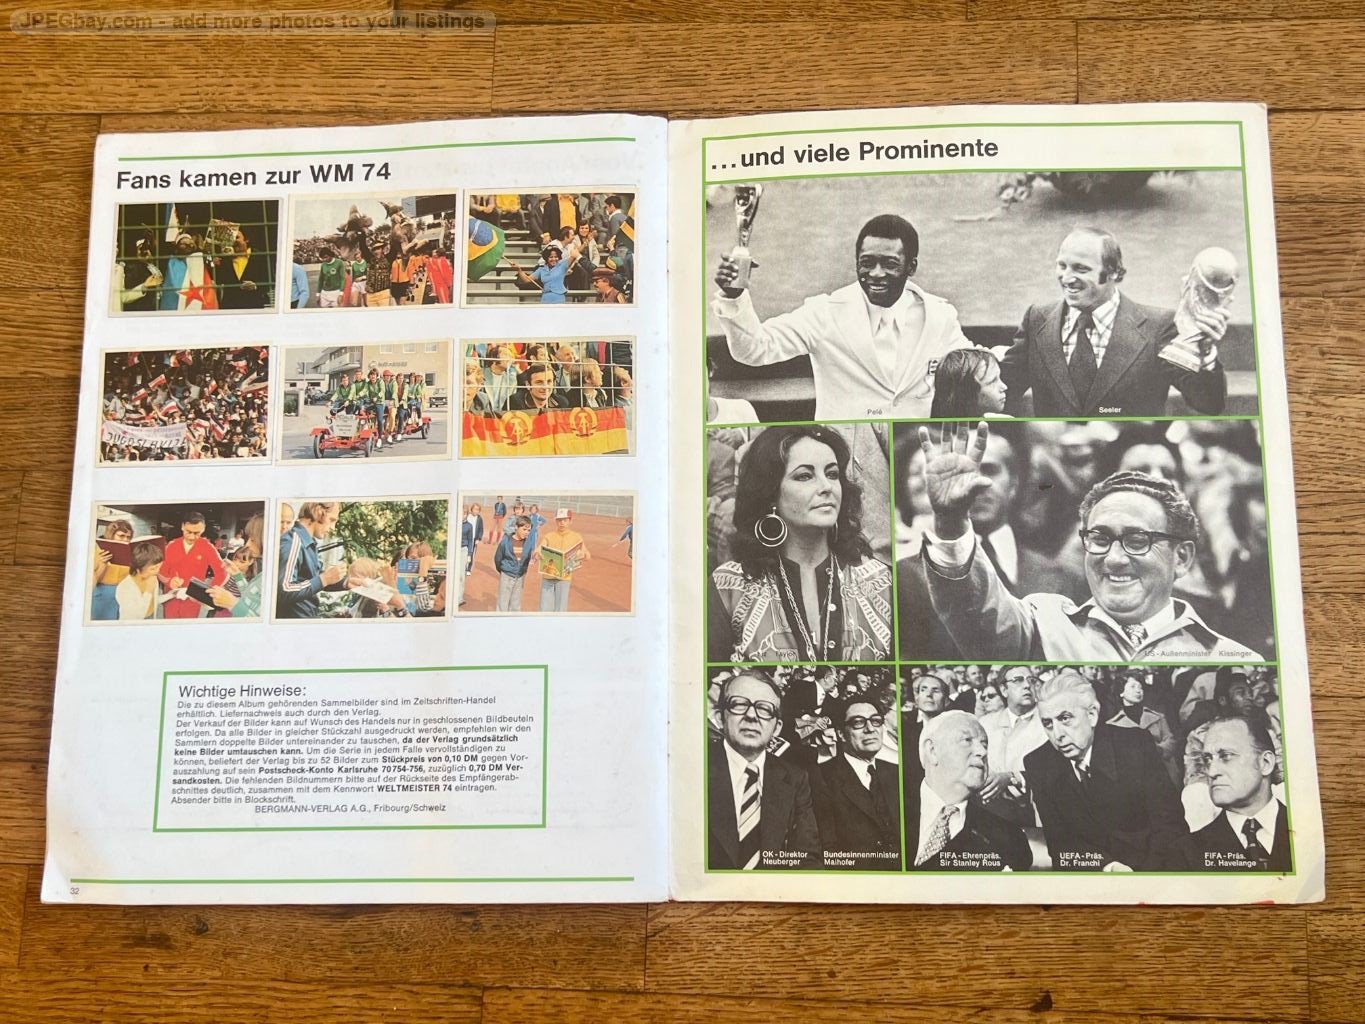 JPEGbay.com - add more photos to your listings
Fans kamen zur WM 74
JUGOSLAVIJA
Wichtige Hinweise:
Die zu diesem Album gehörenden Sammelbilder sind im Zeitschriften-Handel
erhältlich. Liefernachweis auch durch den Verlag.
Der Verkauf der Bilder kann auf Wunsch des Handels nur in geschlossenen Bildbeuteln
erfolgen. Da alle Bilder in gleicher Stückzahl ausgedruckt werden, empfehlen wir den
Sammlern doppelte Bilder untereinander zu tauschen, da der Verlag grundsätzlich
keine Bilder umtauschen kann. Um die Serie in jedem Falle vervollständigen zu
können, beliefert der Verlag bis zu 52 Bilder zum Stückpreis von 0,10 DM gegen Vor-
auszahlung auf sein Postscheck-Konto Karlsruhe 70754-756, zuzüglich 0,70 DM Ver-
sandkosten. Die fehlenden Bildnummern bitte auf der Rückseite des Empfängerab-
schnittes deutlich, zusammen mit dem Kennwort WELTMEISTER 74 eintragen.
Absender bitte in Blockschrift.
BERGMANN-VERLAG A.G., Fribourg/Schweiz
32
...und viele Prominente
Pelé
Seeler
Taylor
US-Außenminister Kissinger
OK-Direktor
Neuberger
Bundesinnenminister
Maihofer
FIFA-Ehrenpräs.
Sir Stanley Rous
UEFA-Präs.
Dr. Franchi
FIFA-Präs.
Dr. Havelange